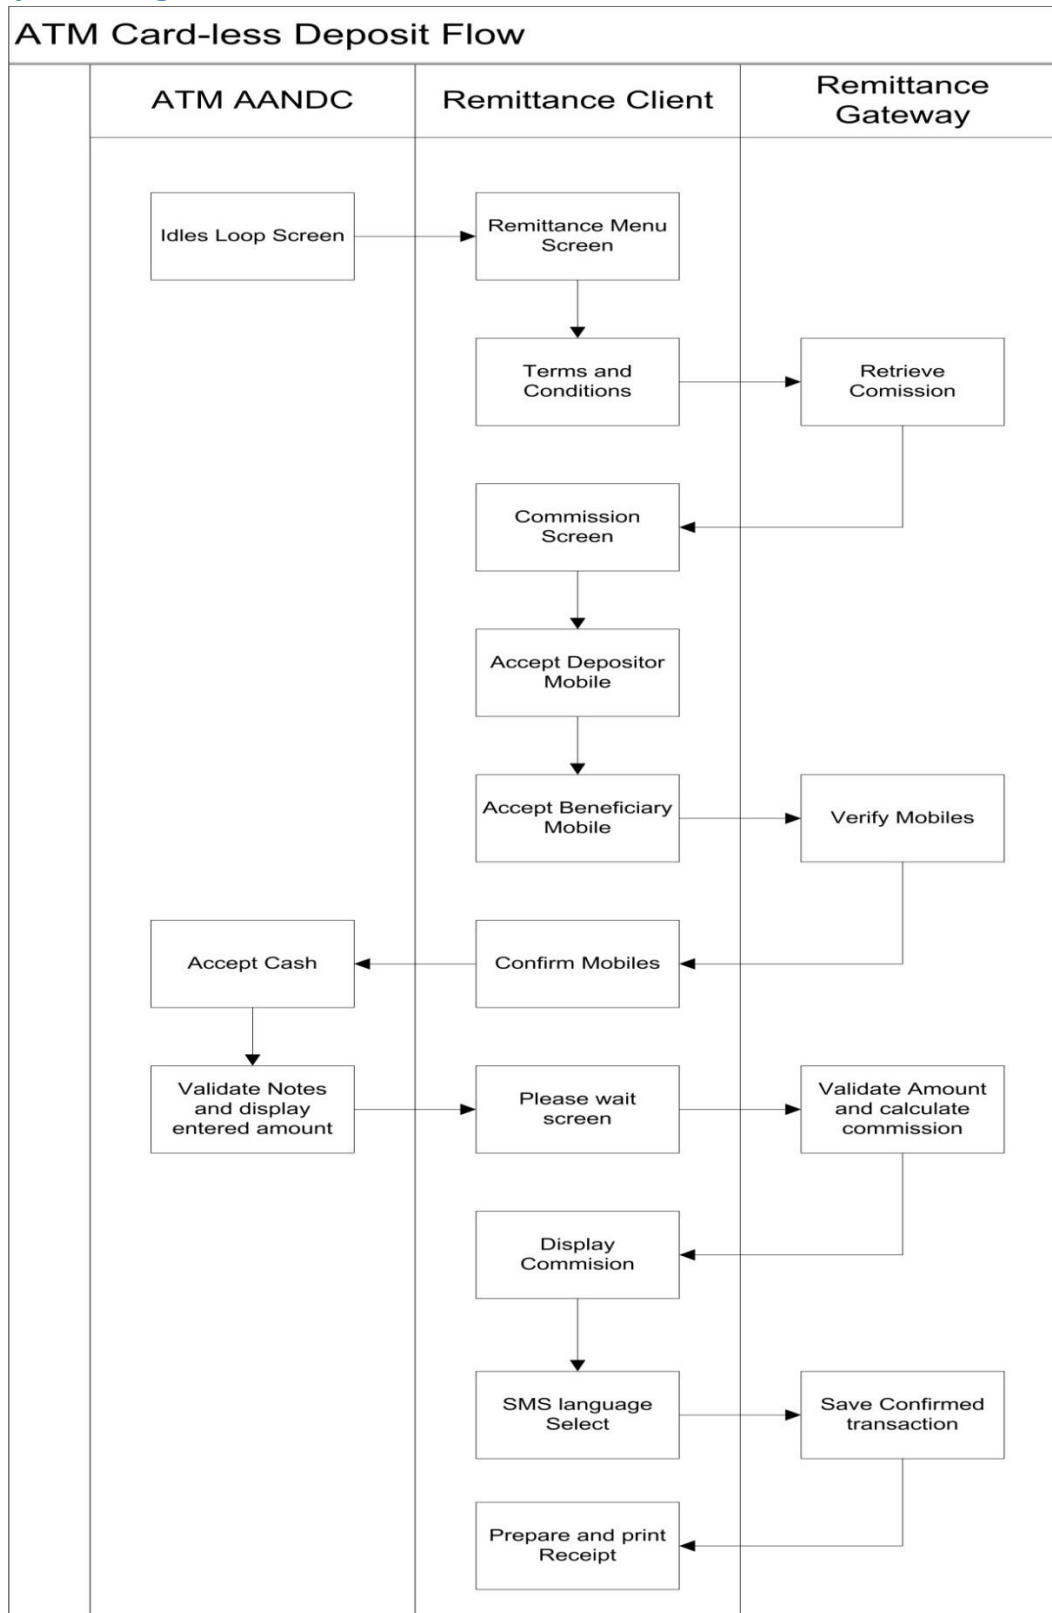 ATM Card-less Deposit Flow
ATM AANDC
Remittance Client
Remittance
Gateway
Idles Loop Screen
Remittance Menu
Screen
Terms and
Conditions
Retrieve
Comission
Commission
Screen
Accept Depositor
Mobile
Accept Beneficiary
Mobile
Verify Mobiles
Accept Cash
Confirm Mobiles
Validate Notes
and display
entered amount
Please wait
screen
Validate Amount
and calculate
commission
Display
Commision
SMS language
Select
Save Confirmed
transaction
Prepare and print
Receipt